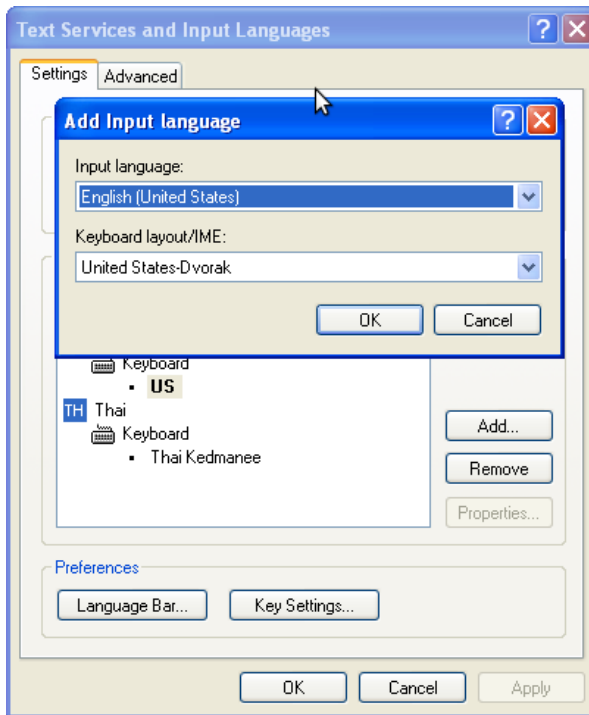 Text Services and Input Languages
Settings Advanced
Add Input language
Input language:
English (United States)
Keyboard layout/IME:
United States-Dvorak
OK Cancel
Keyboard
• US
TH Thai
Keyboard
• Thai Kedmanee
Add...
Remove
Properties...
Preferences
Language Bar... Key Settings...
OK Cancel Apply